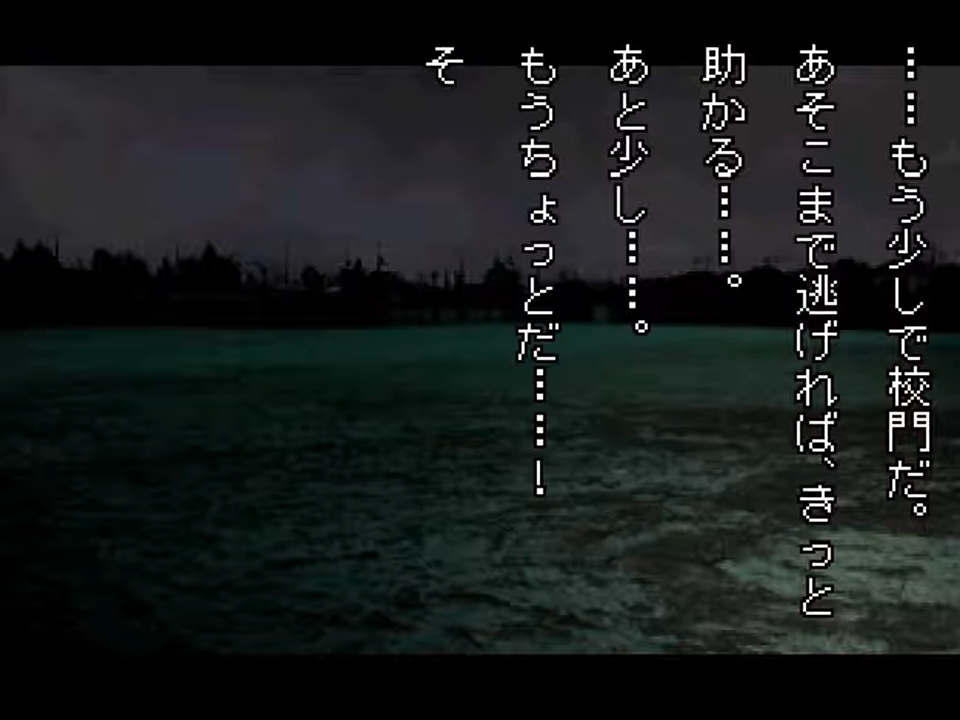 ……もう少しで校門だ。
あそこまで逃げれば、きっと
助かる……。
あと少し……。
もうちょっとだ……！
そ